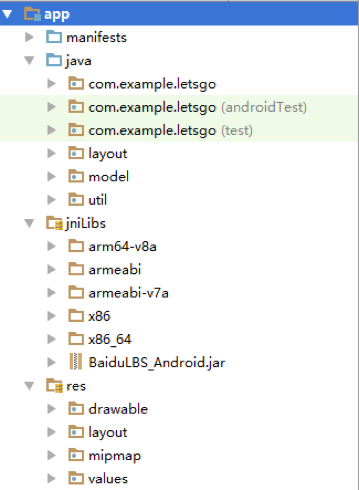 app
manifests
java
com.example.letsgo
com.example.letsgo (androidTest)
com.example.letsgo (test)
layout
model
util
jniLibs
arm64-v8a
armeabi
armeabi-v7a
x86
x86_64
BaiduLBS_Android.jar
res
drawable
layout
mipmap
values